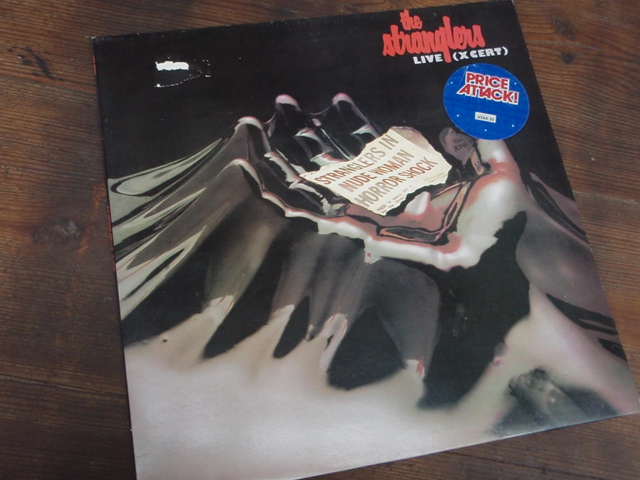 the
stranglers
LIVE (X CERT)
PRICE
ATTACK!
STRANGLERS IN
NUDE WOMAN
HORROR SHOCK